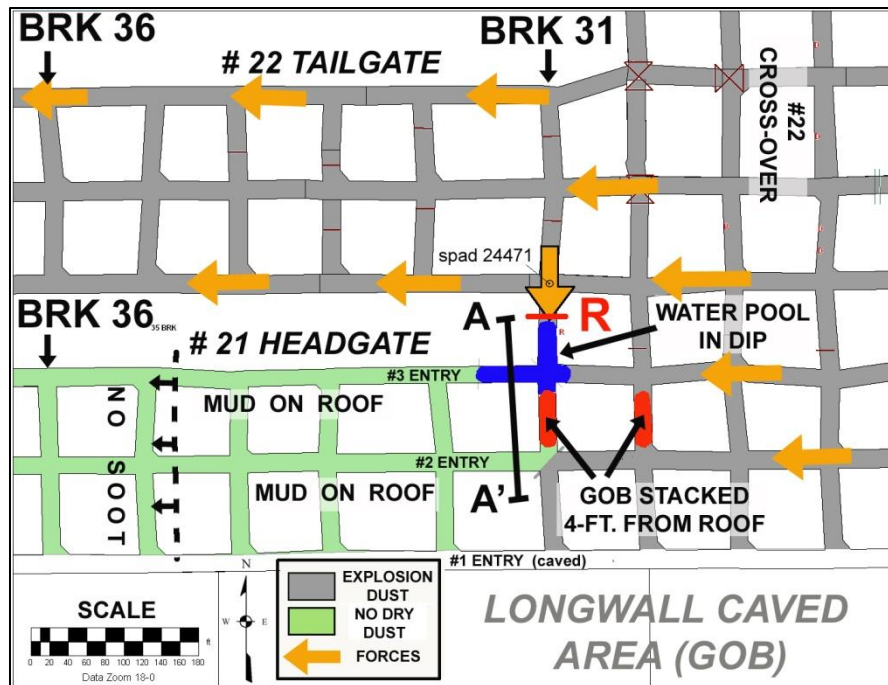 BRK 36
# 22 TAILGATE
BRK 31
#22
CROSS-OVER
spad 24471
BRK 36
35 BRK
# 21 HEADGATE
A
R
R
WATER POOL
IN DIP
#3 ENTRY
NO SOOT
MUD ON ROOF
#2 ENTRY
MUD ON ROOF
A'
GOB STACKED
4-FT. FROM ROOF
#1 ENTRY (caved)
SCALE
ft
0 20 40 60 80 100 120 140 160 180
Data Zoom 18-0
N
W E
S
EXPLOSION
DUST
NO DRY
DUST
FORCES
LONGWALL CAVED
AREA (GOB)